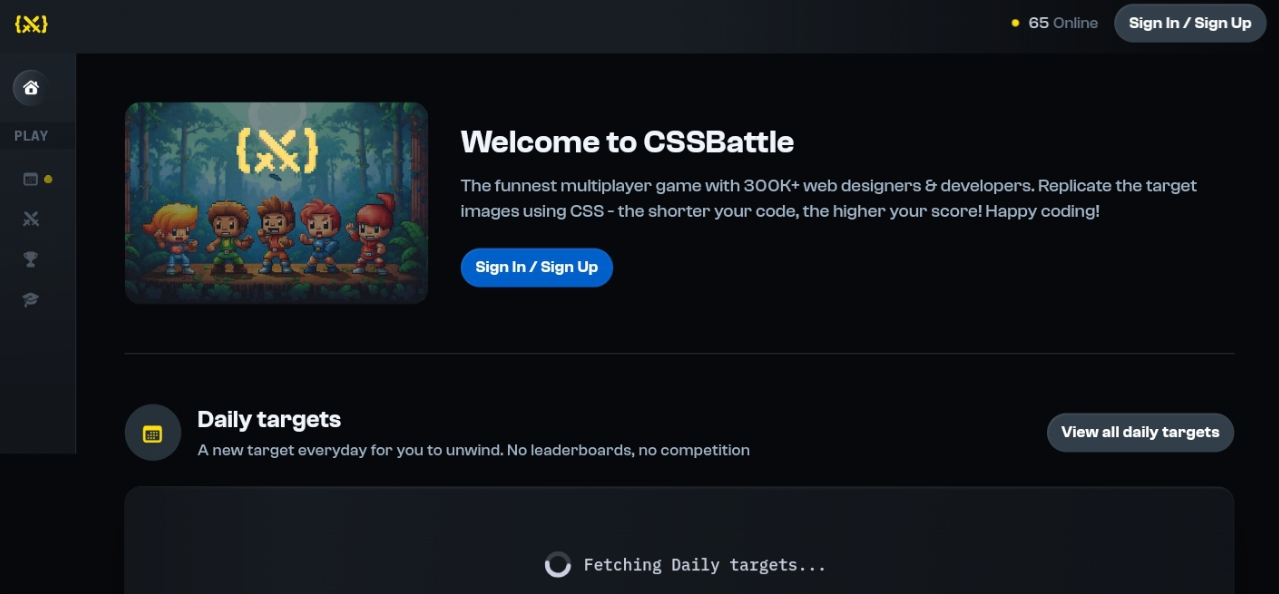 65 Online
Sign In / Sign Up
PLAY
Welcome to CSSBattle
The funnest multiplayer game with 300K+ web designers & developers. Replicate the target
images using CSS - the shorter your code, the higher your score! Happy coding!
Sign In / Sign Up
Daily targets
A new target everyday for you to unwind. No leaderboards, no competition
View all daily targets
Fetching Daily targets...